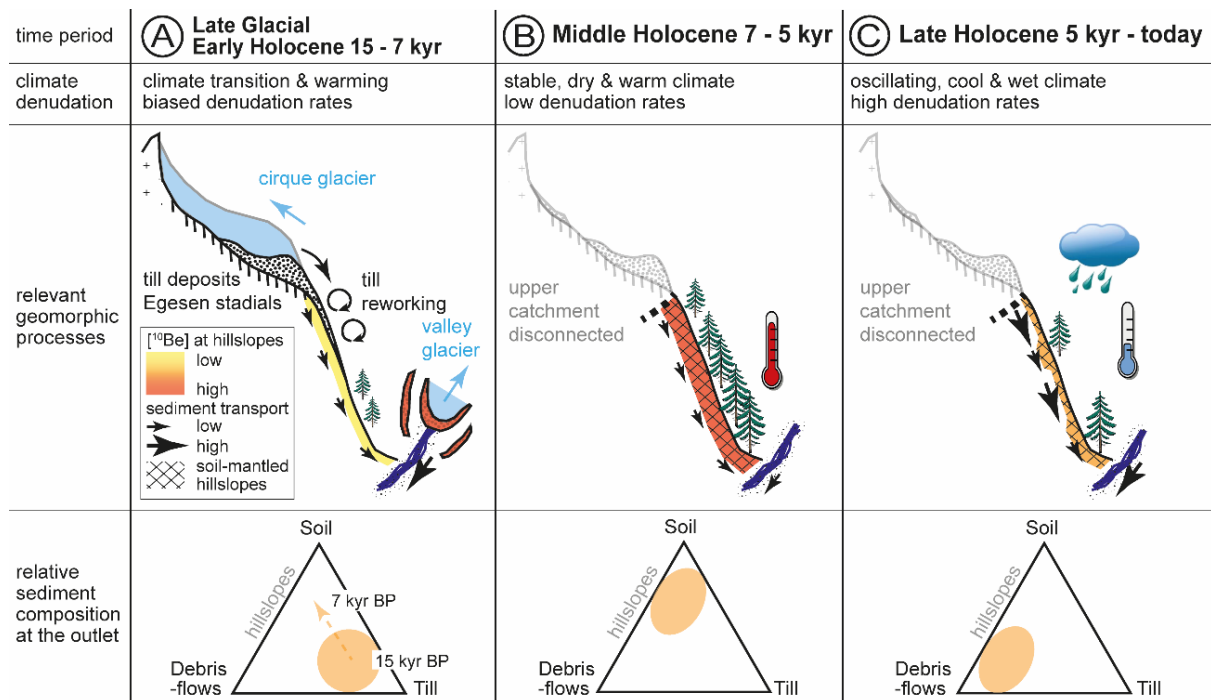 time period
A
Late Glacial
Early Holocene 15 - 7 kyr
B
Middle Holocene 7 - 5 kyr
C
Late Holocene 5 kyr - today
climate
denudation
climate transition & warming
biased denudation rates
stable, dry & warm climate
low denudation rates
oscillating, cool & wet climate
high denudation rates
relevant
geomorphic
processes
cirque glacier
till deposits
Egesen stadials
till
reworking
valley
glacier
[¹⁰Be] at hillslopes
low
high
sediment transport
low
high
soil-mantled
hillslopes
upper
catchment
disconnected
upper
catchment
disconnected
relative
sediment
composition
at the outlet
Soil
hillslopes
7 kyr BP
15 kyr BP
Debris
-flows
Till
Soil
hillslopes
Debris
-flows
Till
Soil
hillslopes
Debris
-flows
Till